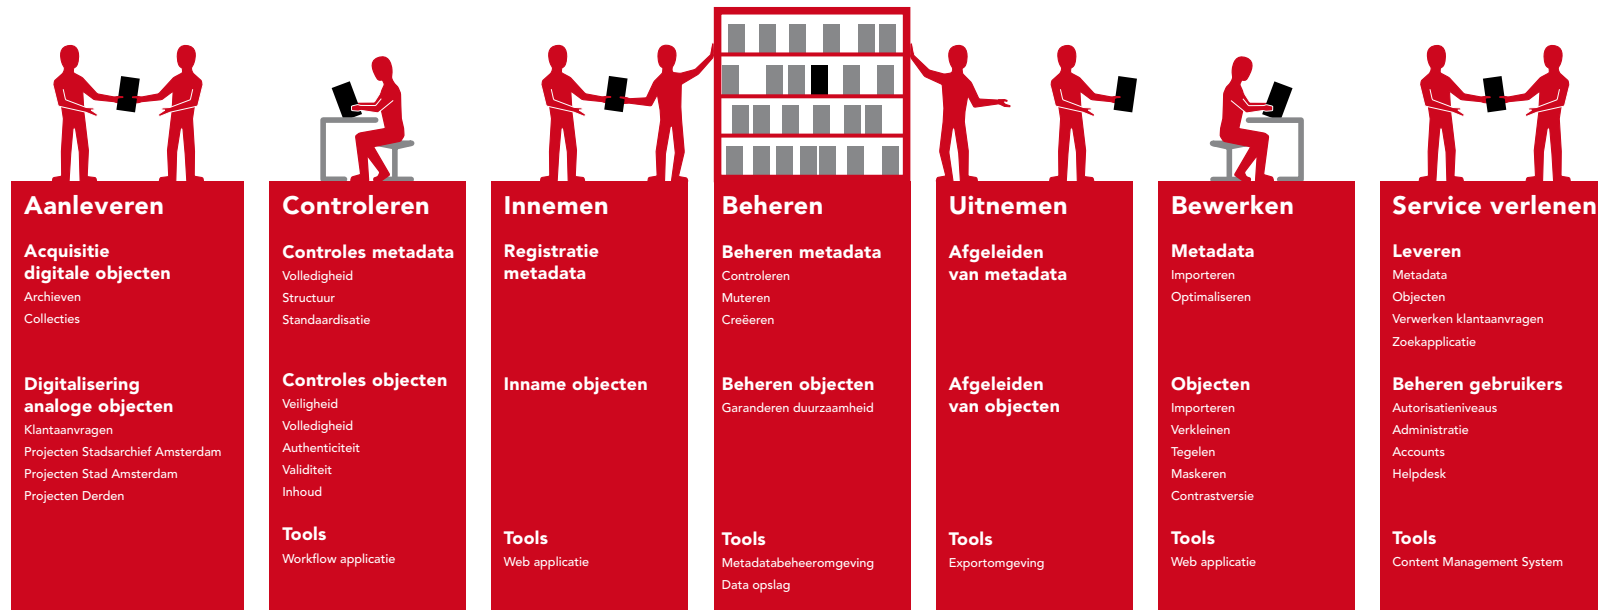 Aanleveren
Acquisitie
digitale objecten
Archieven
Collecties
Digitalisering
analoge objecten
Klantaanvragen
Projecten Stadsarchief Amsterdam
Projecten Stad Amsterdam
Projecten Derden
Controleren
Controles metadata
Volledigheid
Structuur
Standaardisatie
Controles objecten
Veiligheid
Volledigheid
Authenticiteit
Validiteit
Inhoud
Tools
Workflow applicatie
Innemen
Registratie
metadata
Inname objecten
Tools
Web applicatie
Beheren
Beheren metadata
Controleren
Muteren
Creëeren
Beheren objecten
Garanderen duurzaamheid
Tools
Metadatabeheeromgeving
Data opslag
Uitnemen
Afgeleiden
van metadata
Afgeleiden
van objecten
Tools
Exportomgeving
Bewerken
Metadata
Importeren
Optimaliseren
Objecten
Importeren
Verkleinen
Tegelen
Maskeren
Contrastversie
Tools
Web applicatie
Service verlenen
Leveren
Metadata
Objecten
Verwerken klantaanvragen
Zoekapplicatie
Beheren gebruikers
Autorisatieniveaus
Administratie
Accounts
Helpdesk
Tools
Content Management System